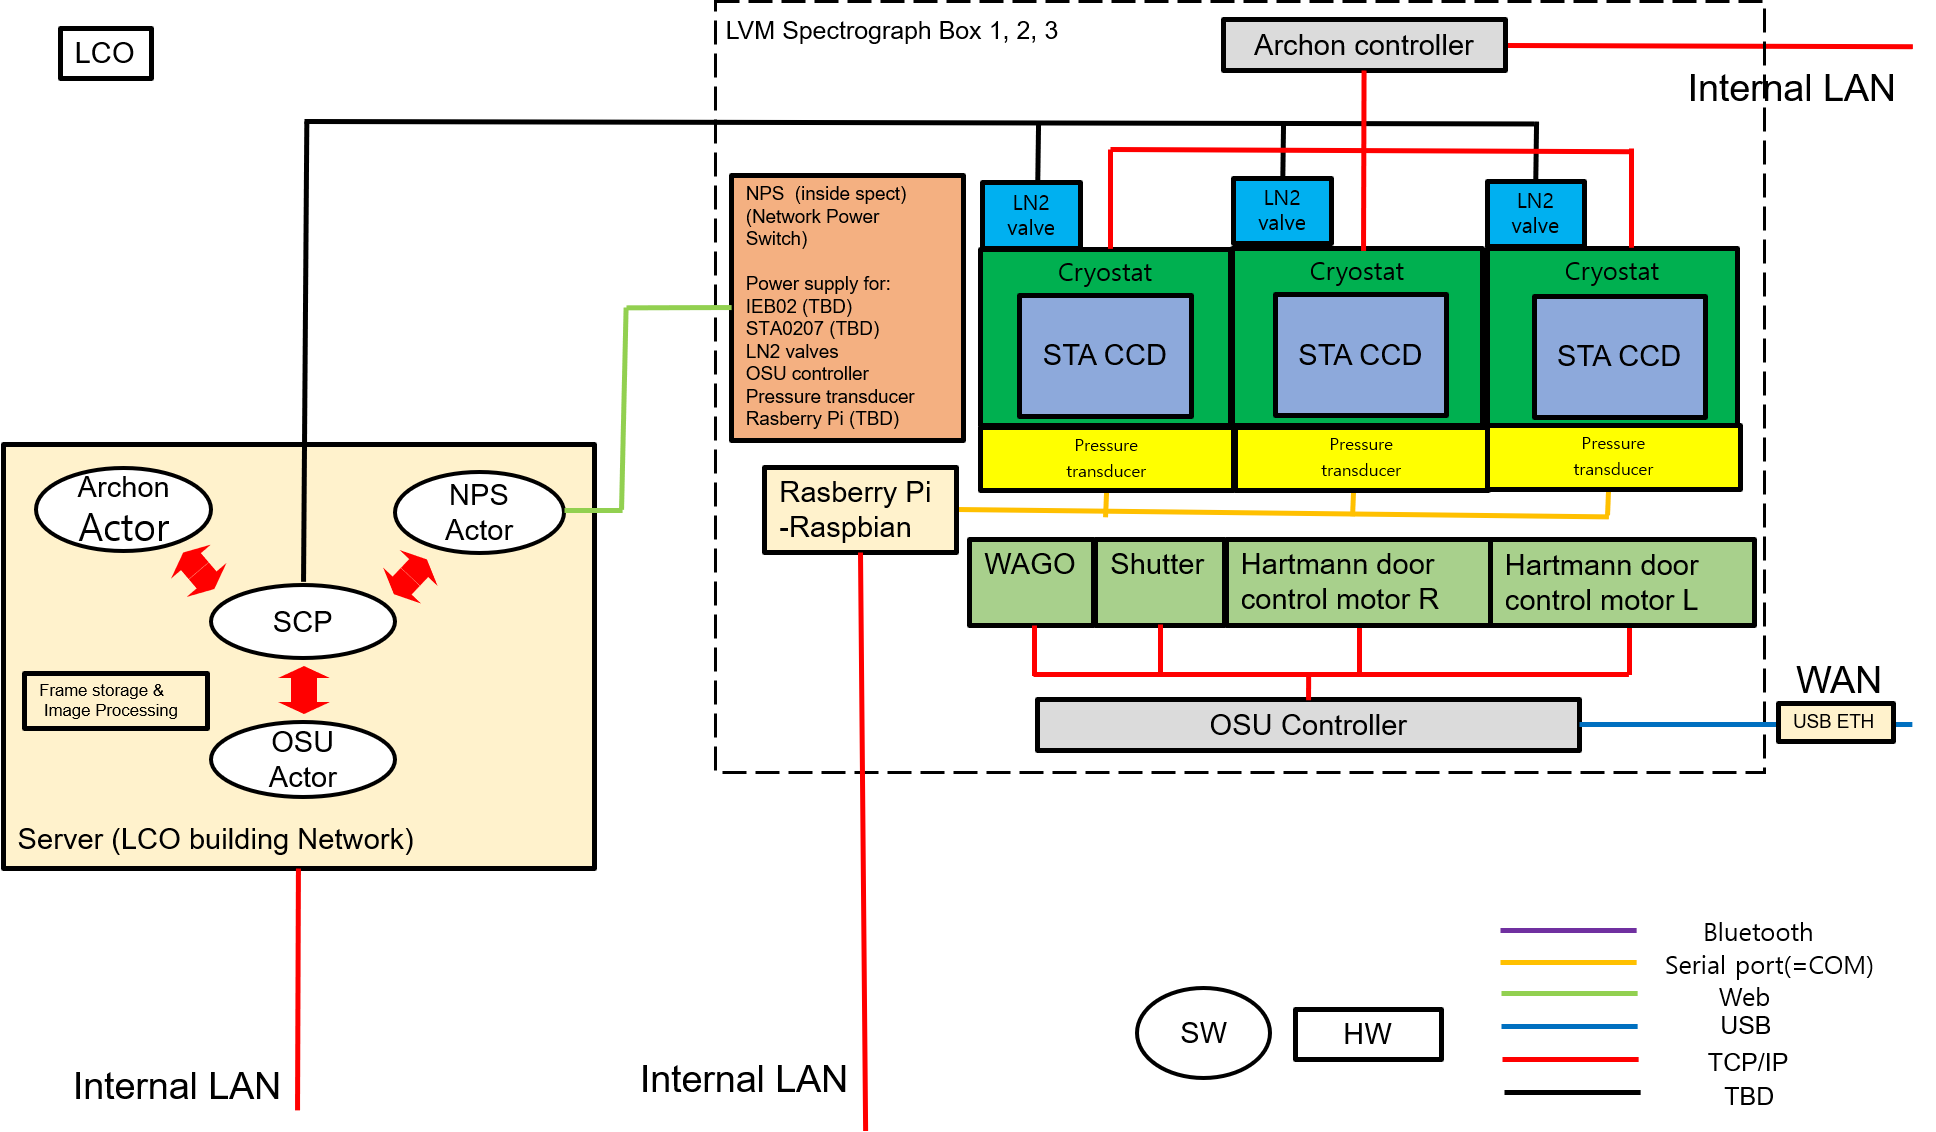 LCO
LVM Spectrograph Box 1, 2, 3
Archon controller
Internal LAN
NPS  (inside spect)
(Network Power
Switch)
Power supply for:
IEB02 (TBD)
STA0207 (TBD)
LN2 valves
OSU controller
Pressure transducer
Rasberry Pi (TBD)
LN2
valve
LN2
valve
LN2
valve
Cryostat
Cryostat
Cryostat
STA CCD
STA CCD
STA CCD
Pressure
transducer
Pressure
transducer
Pressure
transducer
Rasberry Pi
-Raspbian
WAGO
Shutter
Hartmann door
control motor R
Hartmann door
control motor L
OSU Controller
WAN
USB ETH
Archon
Actor
NPS
Actor
SCP
Frame storage &
Image Processing
OSU
Actor
Server (LCO building Network)
Internal LAN
Internal LAN
SW
HW
Bluetooth
Serial port(=COM)
Web
USB
TCP/IP
TBD